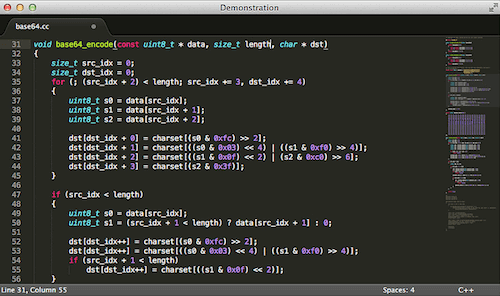 Demonstration
base64.cc
31 void base64_encode(const uint8_t * data, size_t length, char * dst)
32 {
33 size_t src_idx = 0;
34 size_t dst_idx = 0;
35 for (; (src_idx + 2) < length; src_idx += 3, dst_idx += 4)
36 {
37 uint8_t s0 = data[src_idx];
38 uint8_t s1 = data[src_idx + 1];
39 uint8_t s2 = data[src_idx + 2];
40
41 dst[dst_idx + 0] = charset[(s0 & 0xfc) >> 2];
42 dst[dst_idx + 1] = charset[((s0 & 0x03) << 4) | ((s1 & 0xf0) >> 4)];
43 dst[dst_idx + 2] = charset[((s1 & 0x0f) << 2) | (s2 & 0xc0) >> 6];
44 dst[dst_idx + 3] = charset[(s2 & 0x3f)];
45 }
46
47 if (src_idx < length)
48 {
49 uint8_t s0 = data[src_idx];
50 uint8_t s1 = (src_idx + 1 < length) ? data[src_idx + 1] : 0;
51
52 dst[dst_idx++] = charset[(s0 & 0xfc) >> 2];
53 dst[dst_idx++] = charset[((s0 & 0x03) << 4) | ((s1 & 0xf0) >> 4)];
54 if (src_idx + 1 < length)
55 dst[dst_idx++] = charset[((s1 & 0x0f) << 2)];
56
Line 31, Column 55 Spaces: 4 C++